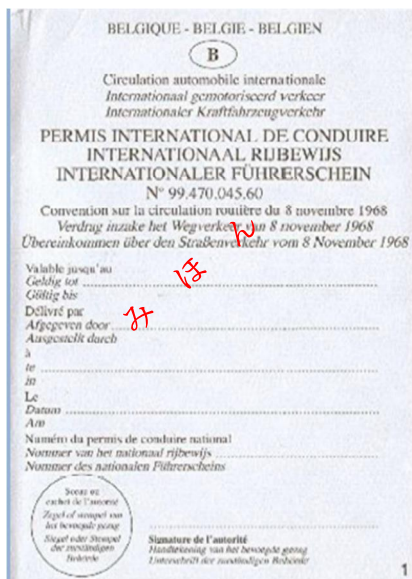 BELGIQUE - BELGIE - BELGIEN
B
Circulation automobile internationale
Internationaal gemotoriseerd verkeer
Internationaler Kraftfahrzeugverkehr
PERMIS INTERNATIONAL DE CONDUIRE
INTERNATIONAAL RIJBEWIJS
INTERNATIONALER FÜHRERSCHEIN
N° 99.470.045.60
Convention sur la circulation routière du 8 novembre 1968
Verdrag inzake het Wegverkeer van 8 november 1968
Übereinkommen über den Straßenverkehr vom 8 November 1968
みほん
Valable jusqu'au
Geldig tot
Gültig bis
Délivré par
Afgegeven door
Ausgestellt durch
à
te
in
Le
Datum
Am
Numéro du permis de conduire national
Nommer van het nationaal rijbewijs
Nummer des nationalen Führerscheins
Sceau ou
cachet de l'autorité
Zegel of stempel van
het bevoegde gezag
Siegel oder Stempel
der zuständigen
Behörde
Signature de l'autorité
Handtekening van het bevoegde gezag
Unterschrift der zuständigen Behörde
1